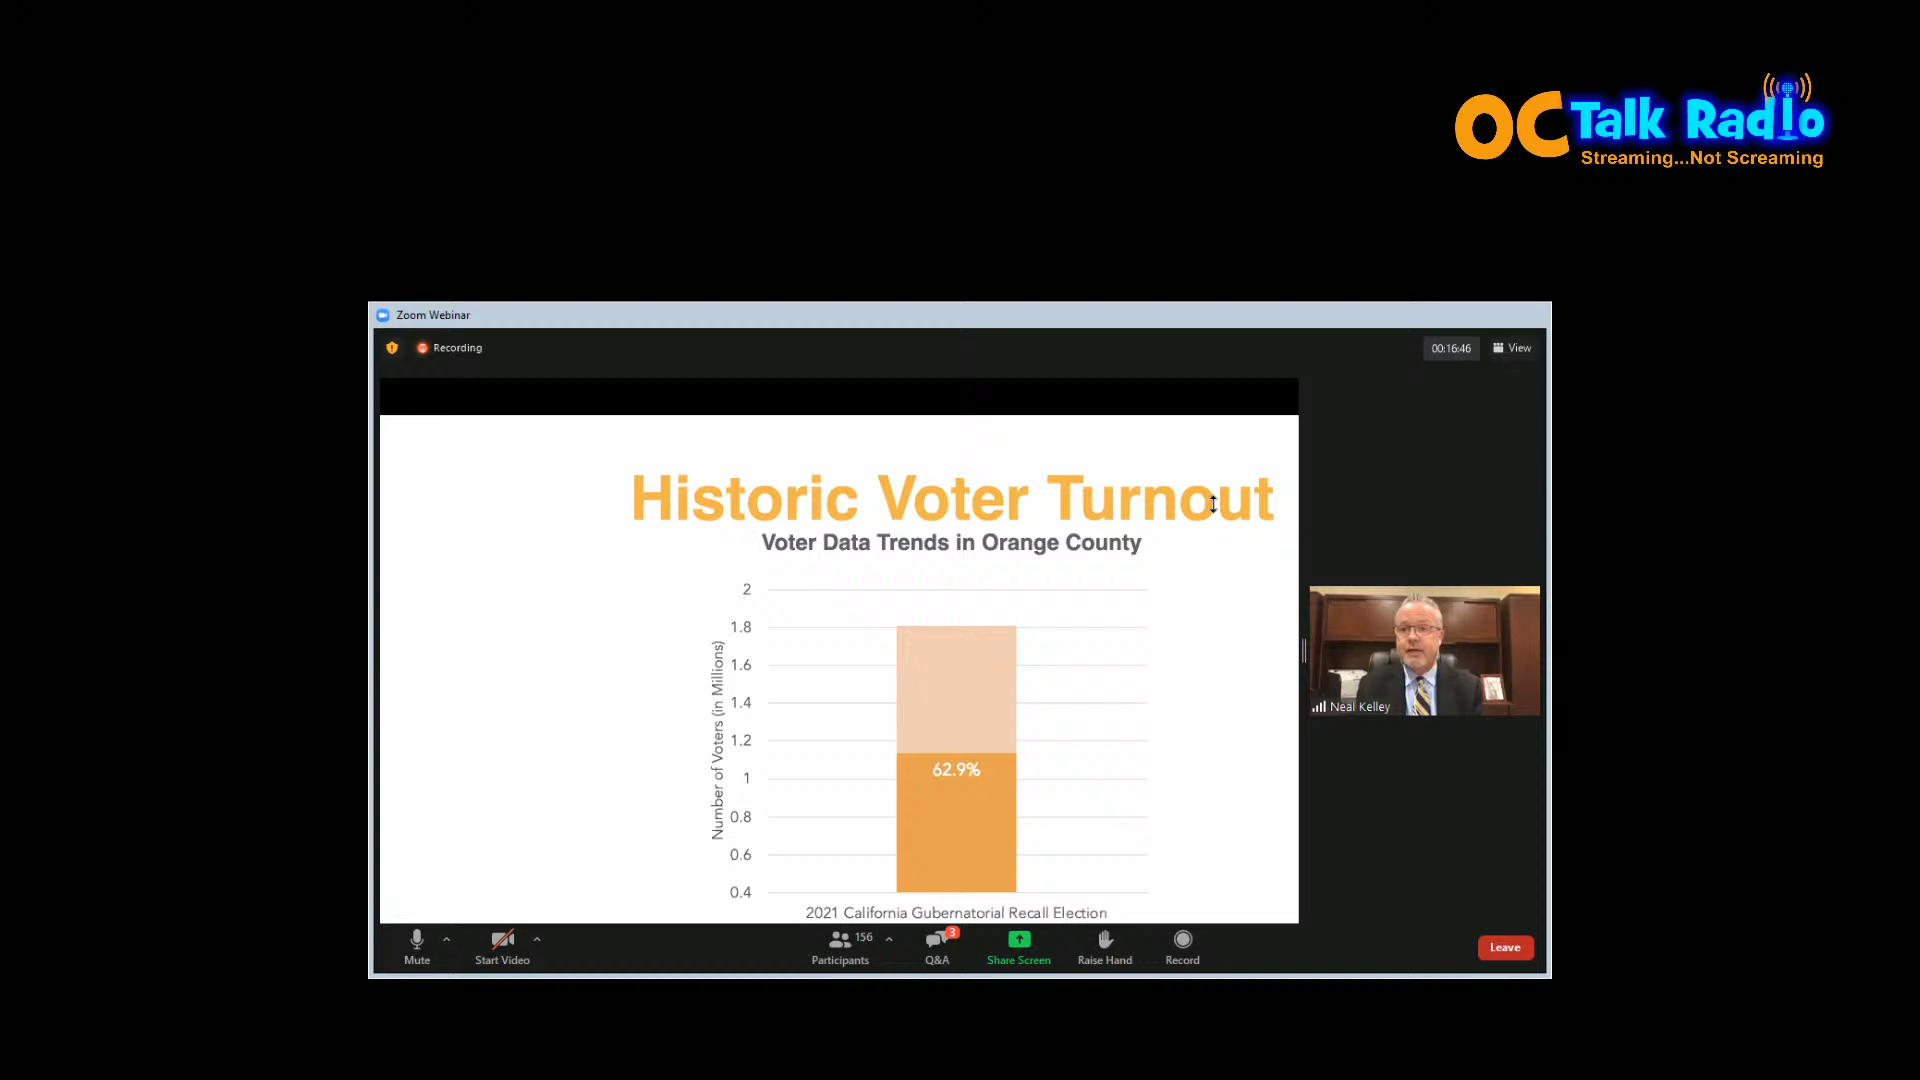 OC Talk Radio
Streaming...Not Screaming
Zoom Webinar
Recording
00:16:46
View
Historic Voter Turnout
Voter Data Trends in Orange County
Number of Voters (in Millions)
2
1.8
1.6
1.4
1.2
1
0.8
0.6
0.4
62.9%
2021 California Gubernatorial Recall Election
Neal Kelley
Mute
Start Video
156
Participants
3
Q&A
Share Screen
Raise Hand
Record
Leave